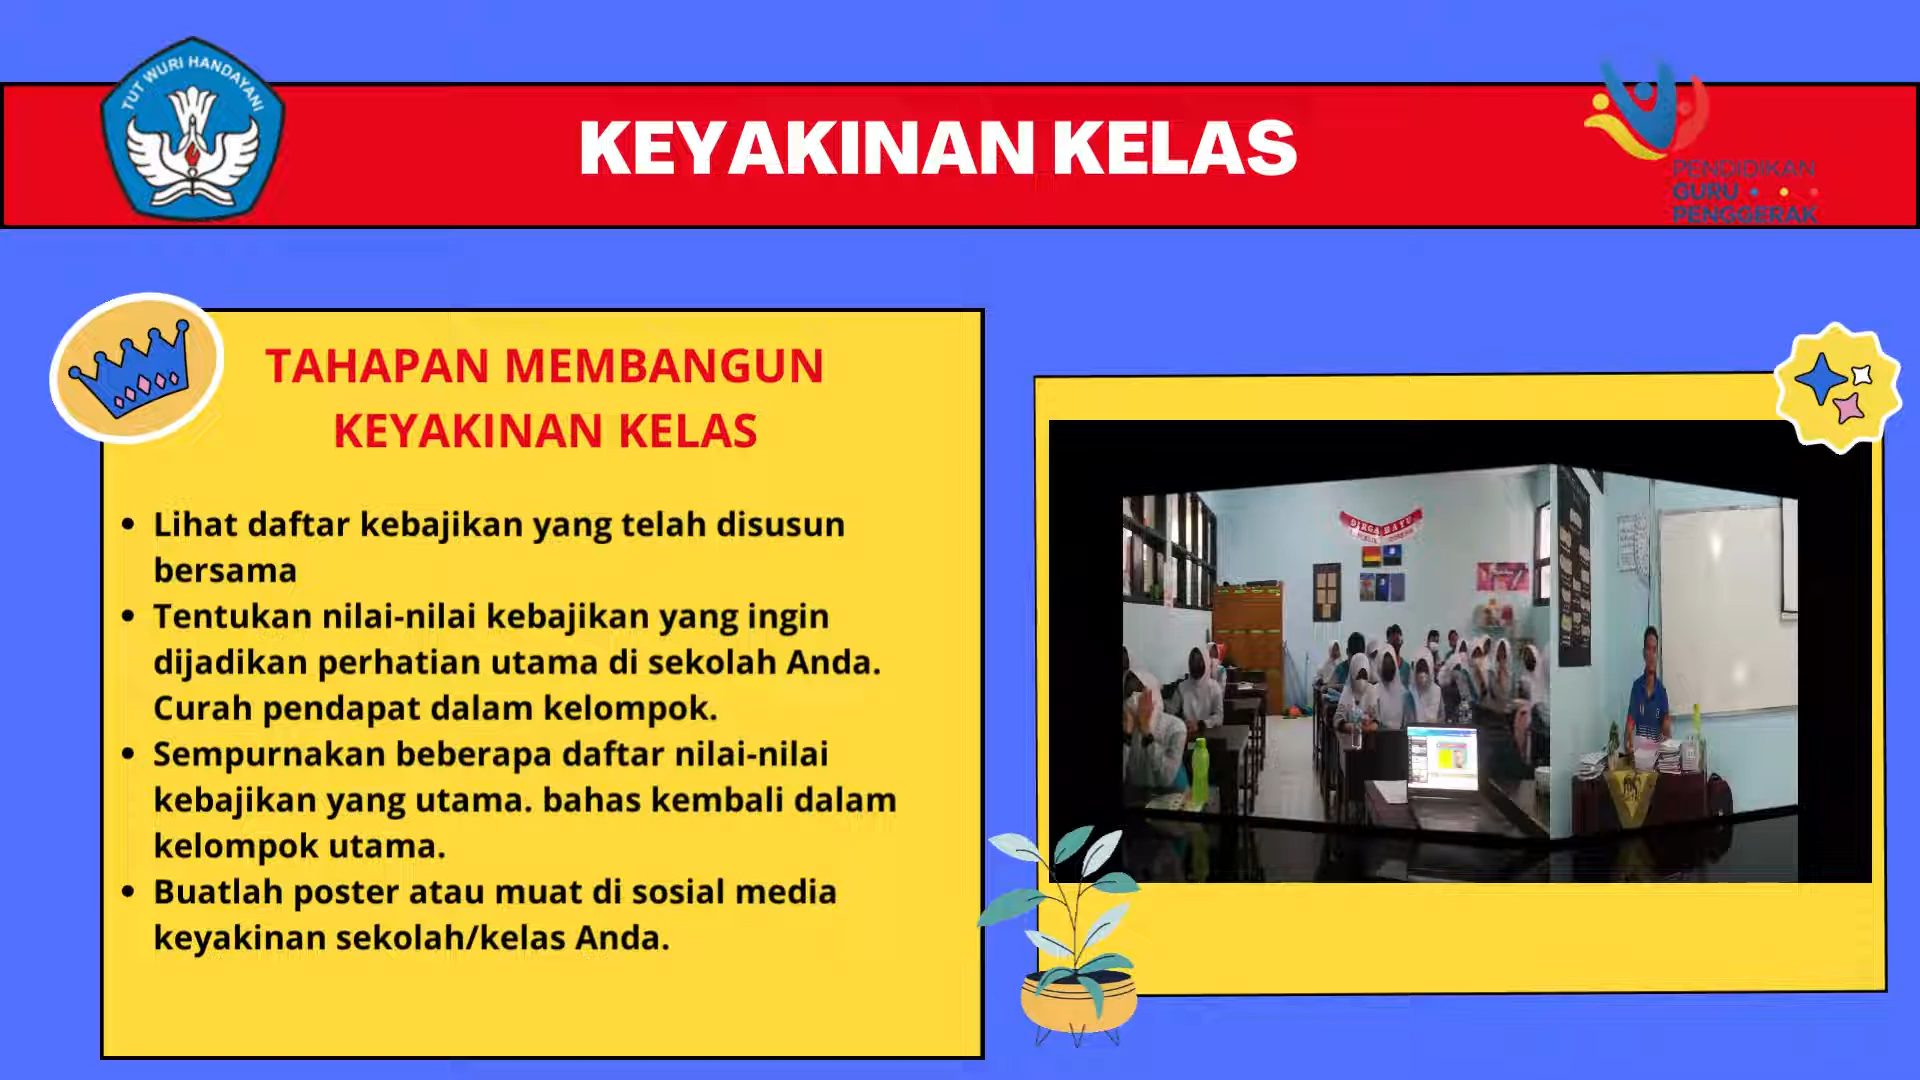 TUT WURI HANDAYANI
KEYAKINAN KELAS
PENDIDIKAN
GURU
PENGGERAK
TAHAPAN MEMBANGUN
KEYAKINAN KELAS
Lihat daftar kebajikan yang telah disusun
bersama
Tentukan nilai-nilai kebajikan yang ingin
dijadikan perhatian utama di sekolah Anda.
Curah pendapat dalam kelompok.
Sempurnakan beberapa daftar nilai-nilai
kebajikan yang utama. bahas kembali dalam
kelompok utama.
Buatlah poster atau muat di sosial media
keyakinan sekolah/kelas Anda.